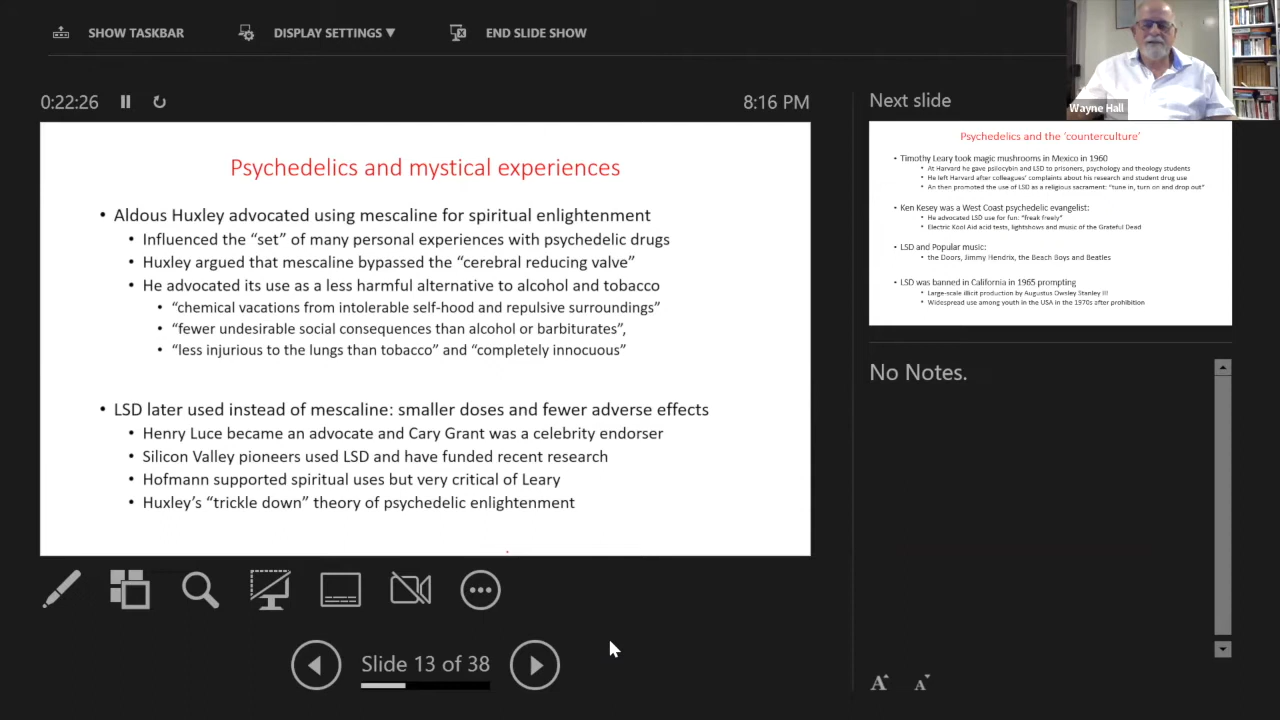 SHOW TASKBAR
DISPLAY SETTINGS ▼
END SLIDE SHOW
0:22:26
8:16 PM
Psychedelics and mystical experiences
• Aldous Huxley advocated using mescaline for spiritual enlightenment
• Influenced the “set” of many personal experiences with psychedelic drugs
• Huxley argued that mescaline bypassed the “cerebral reducing valve”
• He advocated its use as a less harmful alternative to alcohol and tobacco
• “chemical vacations from intolerable self-hood and repulsive surroundings”
• “fewer undesirable social consequences than alcohol or barbiturates”,
• “less injurious to the lungs than tobacco” and “completely innocuous”
• LSD later used instead of mescaline: smaller doses and fewer adverse effects
• Henry Luce became an advocate and Cary Grant was a celebrity endorser
• Silicon Valley pioneers used LSD and have funded recent research
• Hofmann supported spiritual uses but very critical of Leary
• Huxley’s “trickle down” theory of psychedelic enlightenment
Slide 13 of 38
Next slide
Wayne Hall
Psychedelics and the ‘counterculture’
• Timothy Leary took magic mushrooms in Mexico in 1960
• At Harvard he gave psilocybin and LSD to prisoners, psychology and theology students
• He left Harvard after colleagues’ complaints about his research and student drug use
• An then promoted the use of LSD as a religious sacrament: “tune in, turn on and drop out”
• Ken Kesey was a West Coast psychedelic evangelist:
• He advocated LSD use for fun: “freak freely”
• Electric Kool Aid acid tests, lightshows and music of the Grateful Dead
• LSD and Popular music:
• the Doors, Jimmy Hendrix, the Beach Boys and Beatles
• LSD was banned in California in 1965 prompting
• Large-scale illicit production by Augustus Owsley Stanley III
• Widespread use among youth in the USA in the 1970s after prohibition
No Notes.
A A